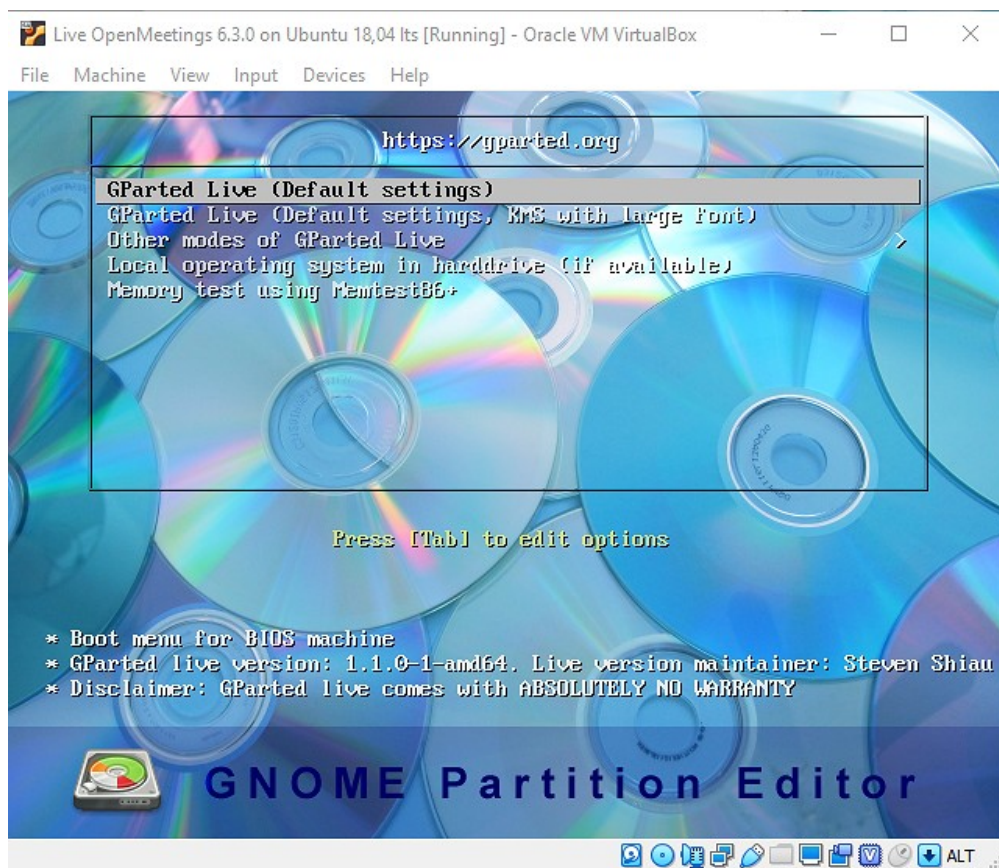 Live OpenMeetings 6.3.0 on Ubuntu 18,04 lts [Running] - Oracle VM VirtualBox
File Machine View Input Devices Help
https://gparted.org
GParted Live (Default settings)
GParted Live (Default settings, KMS with large font)
Other modes of GParted Live >
Local operating system in harddrive (if available)
Memory test using Memtest86+
Press [Tab] to edit options
* Boot menu for BIOS machine
* GParted live version: 1.1.0-1-amd64. Live version maintainer: Steven Shiau
* Disclaimer: GParted live comes with ABSOLUTELY NO WARRANTY
GNOME Partition Editor
ALT